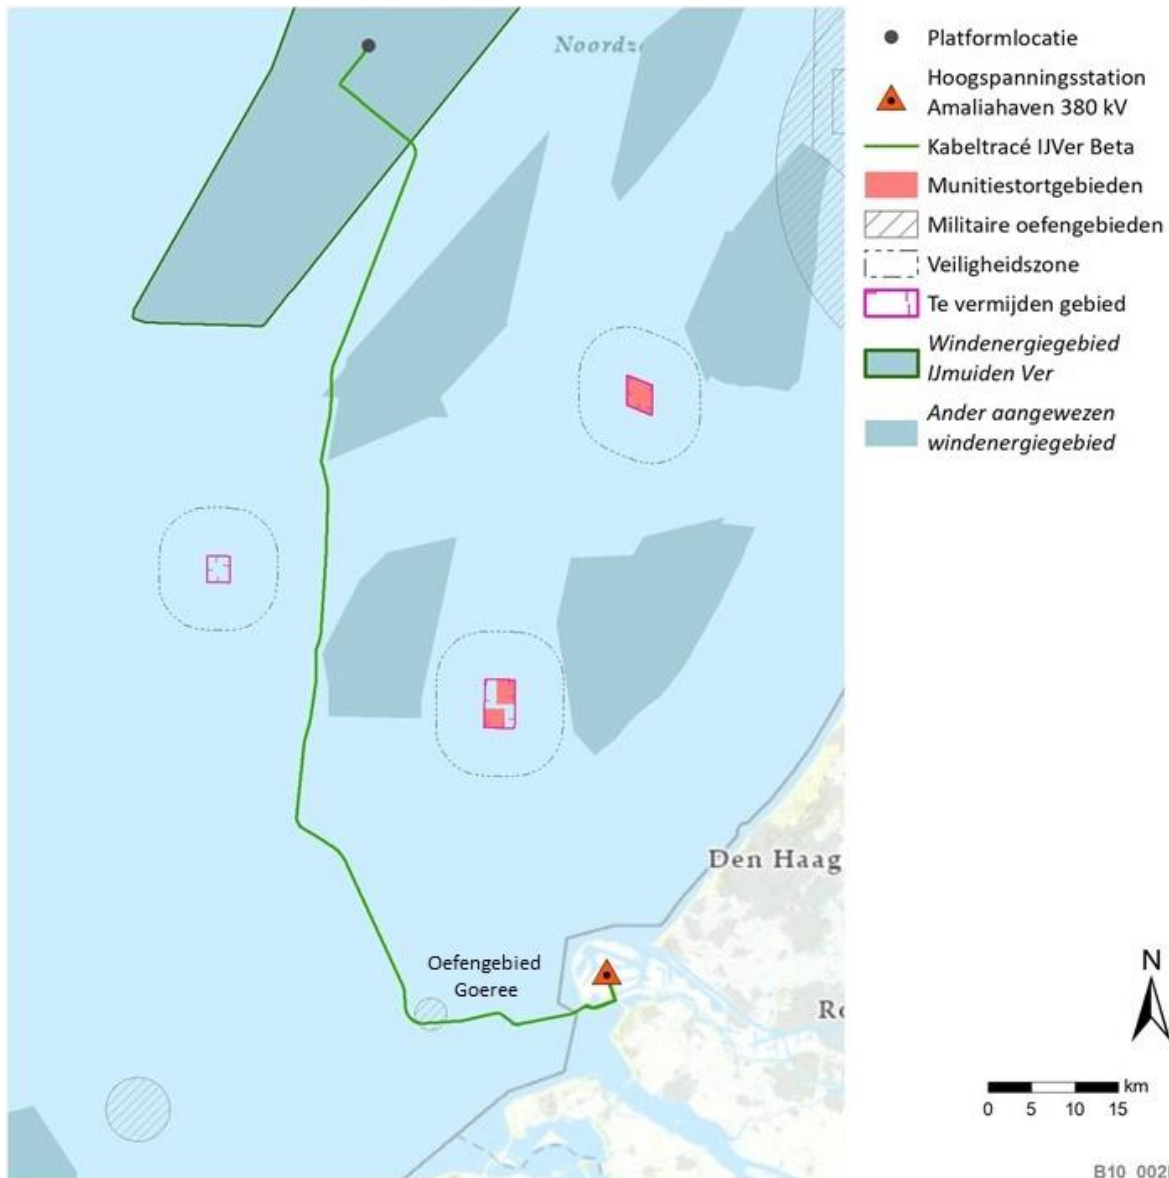 Noordz
Den Haag
Oefengebied
Goeree
R
Platformlocatie
Hoogspanningsstation
Amaliahaven 380 kV
Kabeltracé IJVer Beta
Munitiestortgebieden
Militaire oefengebieden
Veiligheidszone
Te vermijden gebied
Windenergiegebied
IJmuiden Ver
Ander aangewezen
windenergiegebied
N
km
0 5 10 15
B10_002